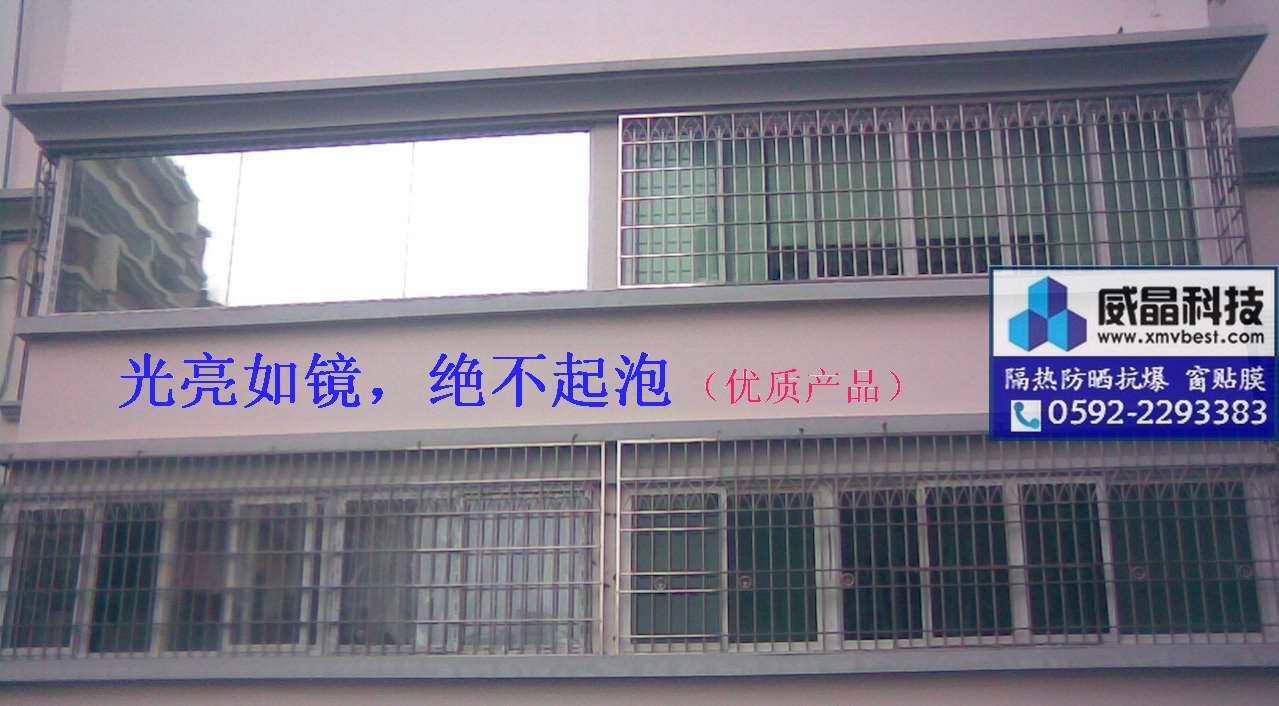 威晶科技
www.xmvbest.com
隔热防晒抗爆 窗贴膜
0592-2293383
光亮如镜，绝不起泡（优质产品）